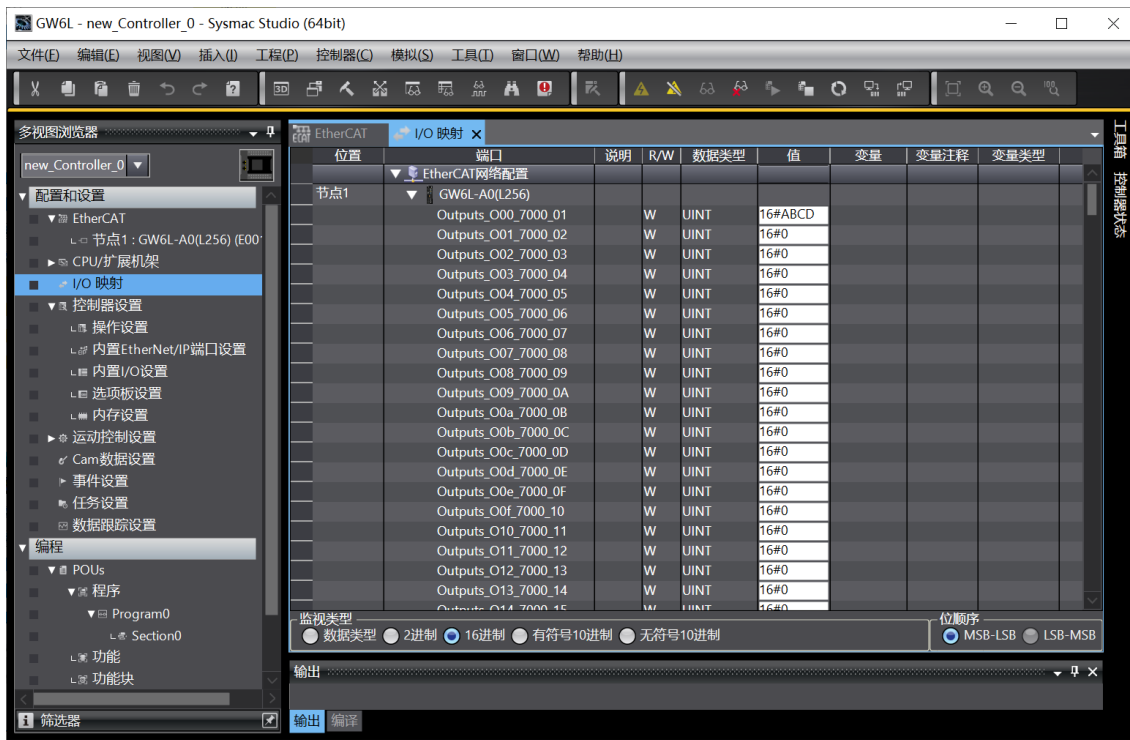 GW6L - new_Controller_0 - Sysmac Studio (64bit)
文件(F) 编辑(E) 视图(V) 插入(I) 工程(P) 控制器(C) 模拟(S) 工具(T) 窗口(W) 帮助(H)
多视图浏览器
new_Controller_0
配置和设置
EtherCAT
节点1 : GW6L-A0(L256) (E001
CPU/扩展机架
I/O 映射
控制器设置
操作设置
内置EtherNet/IP端口设置
内置I/O设置
选项板设置
内存设置
运动控制设置
Cam数据设置
事件设置
任务设置
数据跟踪设置
编程
POUs
程序
Program0
Section0
功能
功能块
筛选器
EtherCAT I/O 映射
位置 端口 说明 R/W 数据类型 值 变量 变量注释 变量类型
EtherCAT网络配置
节点1 GW6L-A0(L256)
Outputs_O00_7000_01 W UINT 16#ABCD
Outputs_O01_7000_02 W UINT 16#0
Outputs_O02_7000_03 W UINT 16#0
Outputs_O03_7000_04 W UINT 16#0
Outputs_O04_7000_05 W UINT 16#0
Outputs_O05_7000_06 W UINT 16#0
Outputs_O06_7000_07 W UINT 16#0
Outputs_O07_7000_08 W UINT 16#0
Outputs_O08_7000_09 W UINT 16#0
Outputs_O09_7000_0A W UINT 16#0
Outputs_O0a_7000_0B W UINT 16#0
Outputs_O0b_7000_0C W UINT 16#0
Outputs_O0c_7000_0D W UINT 16#0
Outputs_O0d_7000_0E W UINT 16#0
Outputs_O0e_7000_0F W UINT 16#0
Outputs_O0f_7000_10 W UINT 16#0
Outputs_O10_7000_11 W UINT 16#0
Outputs_O11_7000_12 W UINT 16#0
Outputs_O12_7000_13 W UINT 16#0
Outputs_O13_7000_14 W UINT 16#0
Outputs_O14_7000_15 W UINT 16#0
监视类型
数据类型 2进制 16进制 有符号10进制 无符号10进制
位顺序
MSB-LSB LSB-MSB
输出
输出 编译
工具箱
控制器状态